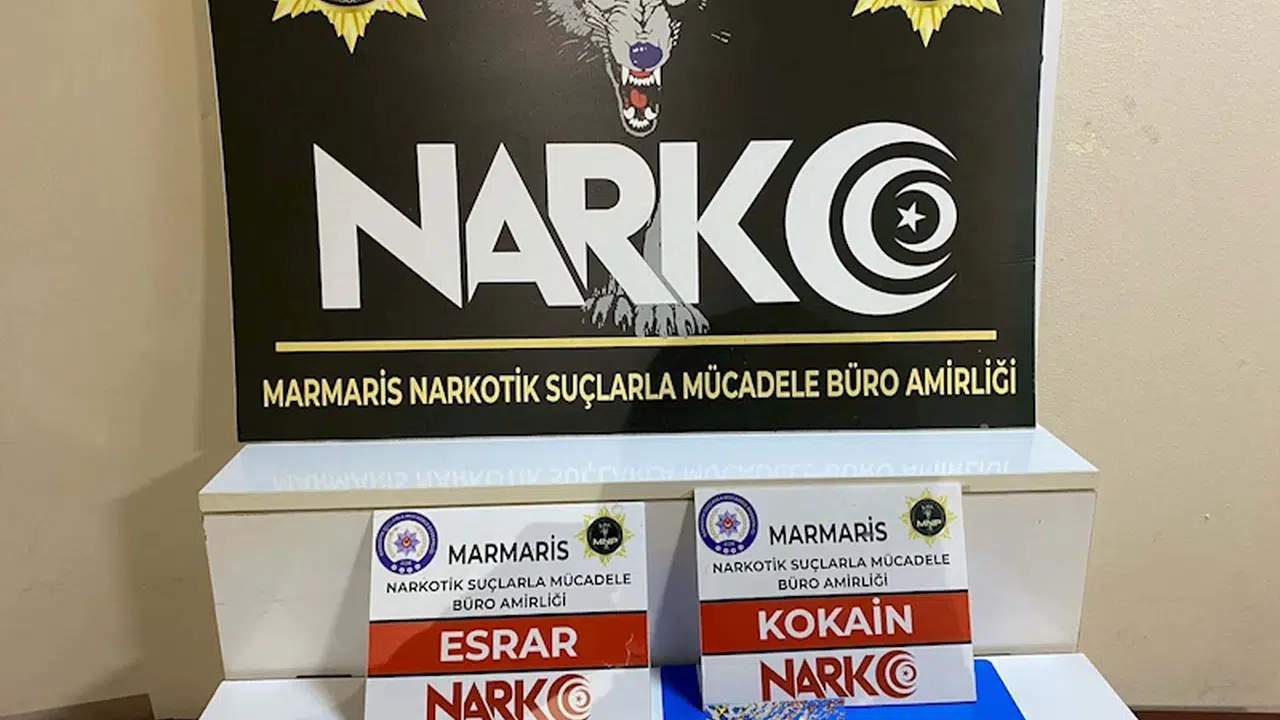 NARKO
MARMARİS NARKOTİK SUÇLARLA MÜCADELE BÜRO AMİRLİĞİ
MARMARİS
NARKOTİK SUÇLARLA MÜCADELE
BÜRO AMİRLİĞİ
ESRAR
NARKO
MARMARİS
NARKOTİK SUÇLARLA MÜCADELE
BÜRO AMİRLİĞİ
KOKAİN
NARKO